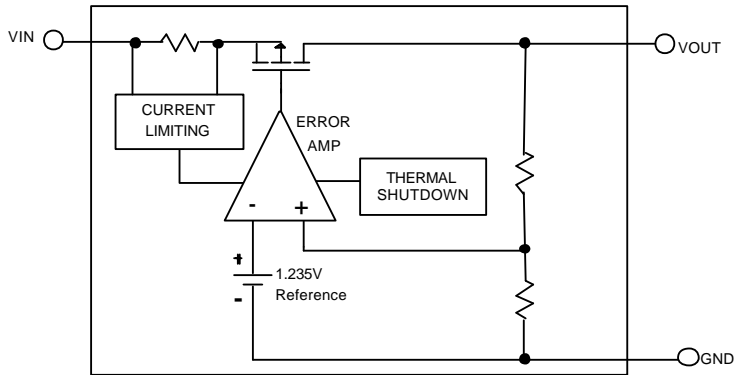 VIN
VOUT
CURRENT
LIMITING
ERROR
AMP
THERMAL
SHUTDOWN
- +
+
1.235V
-
Reference
GND